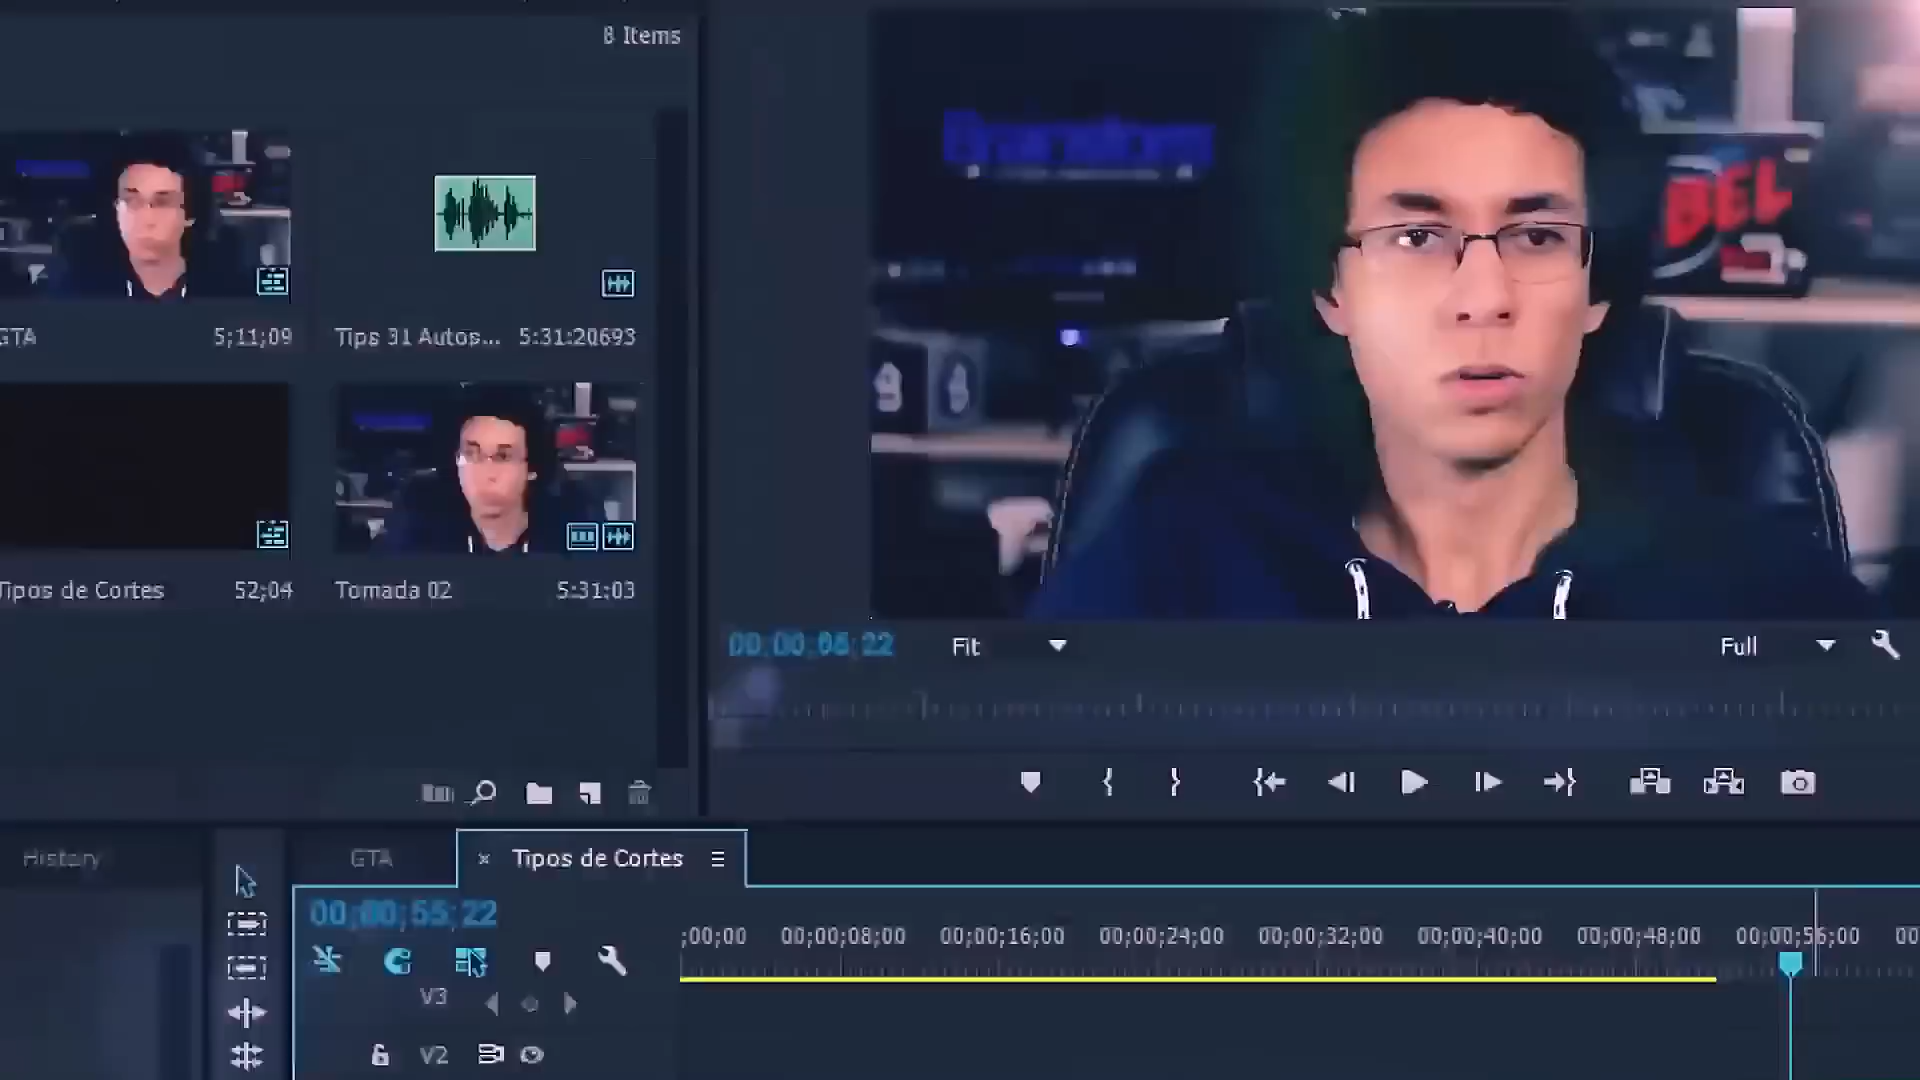 8 Items
GTA 5;11;09
Tips 31 Autos... 5:31:20693
Tipos de Cortes 52;04
Tomada 02 5:31:03
BEL
9
Fit
Full
History
GTA
× Tipos de Cortes
00;00;55;22
;00;00 00;00;08;00 00;00;16;00 00;00;24;00 00;00;32;00 00;00;40;00 00;00;48;00 00;00;56;00 00
V3
V2